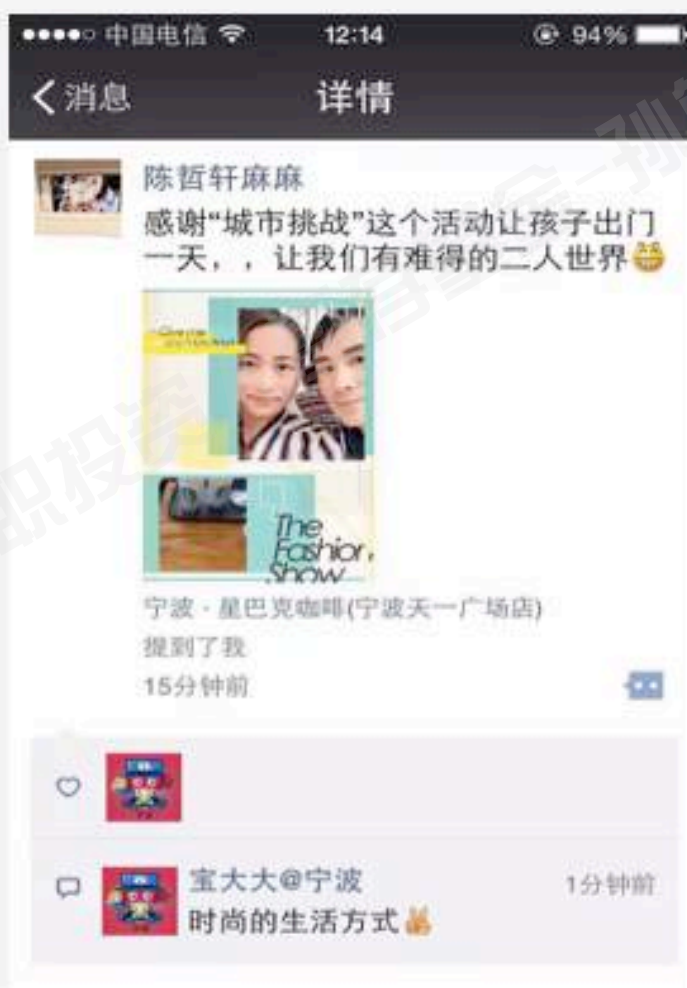 中国电信 12:14 94%
消息 详情
陈哲轩麻麻
感谢“城市挑战”这个活动让孩子出门
一天，，让我们有难得的二人世界😁
The
Fashion
Show
宁波·星巴克咖啡(宁波天一广场店)
提到了我
15分钟前
宝大大@宁波 1分钟前
时尚的生活方式✌